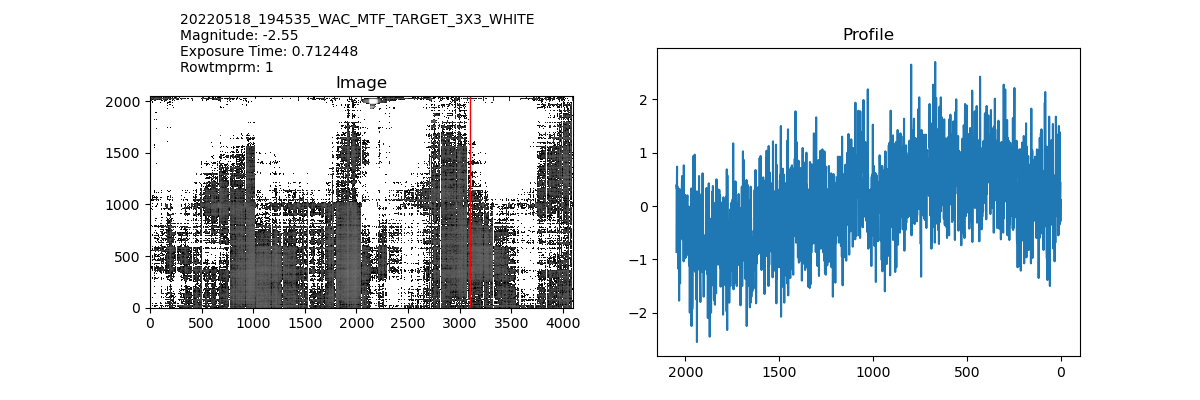 20220518_194535_WAC_MTF_TARGET_3X3_WHITE
Magnitude: -2.55
Exposure Time: 0.712448
Rowtmprm: 1
Image
2000
1500
1000
500
0
0 500 1000 1500 2000 2500 3000 3500 4000
Profile
2
1
0
−1
−2
2000 1500 1000 500 0